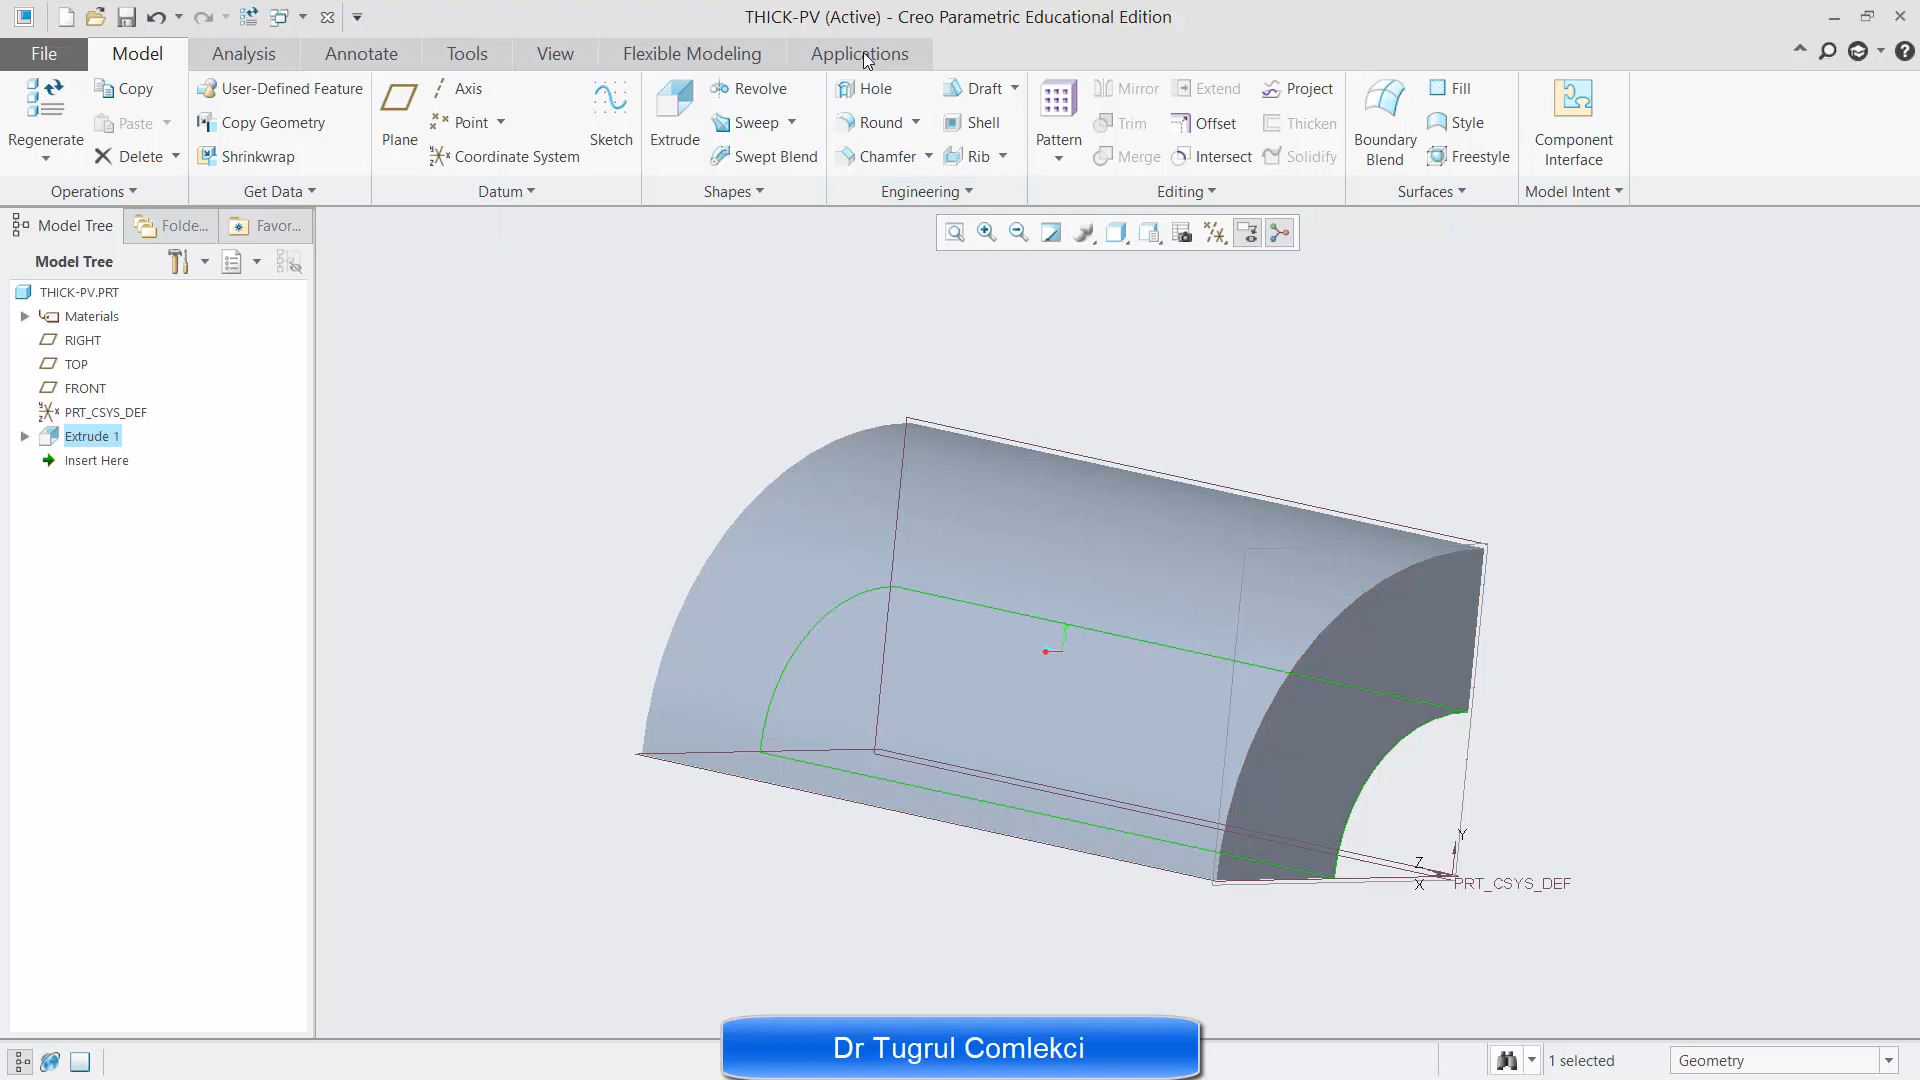 THICK-PV (Active) - Creo Parametric Educational Edition
File Model Analysis Annotate Tools View Flexible Modeling Applications
Regenerate
Copy
Paste
Delete
Operations
User-Defined Feature
Copy Geometry
Shrinkwrap
Get Data
Plane
Axis
Point
Coordinate System
Sketch
Datum
Extrude
Revolve
Sweep
Swept Blend
Shapes
Hole
Round
Chamfer
Draft
Shell
Rib
Engineering
Pattern
Mirror
Trim
Merge
Extend
Offset
Intersect
Project
Thicken
Solidify
Editing
Boundary
Blend
Fill
Style
Freestyle
Surfaces
Component
Interface
Model Intent
Model Tree Folde... Favor...
Model Tree
THICK-PV.PRT
Materials
RIGHT
TOP
FRONT
PRT_CSYS_DEF
Extrude 1
Insert Here
Y
Z
X
PRT_CSYS_DEF
Dr Tugrul Comlekci
1 selected
Geometry